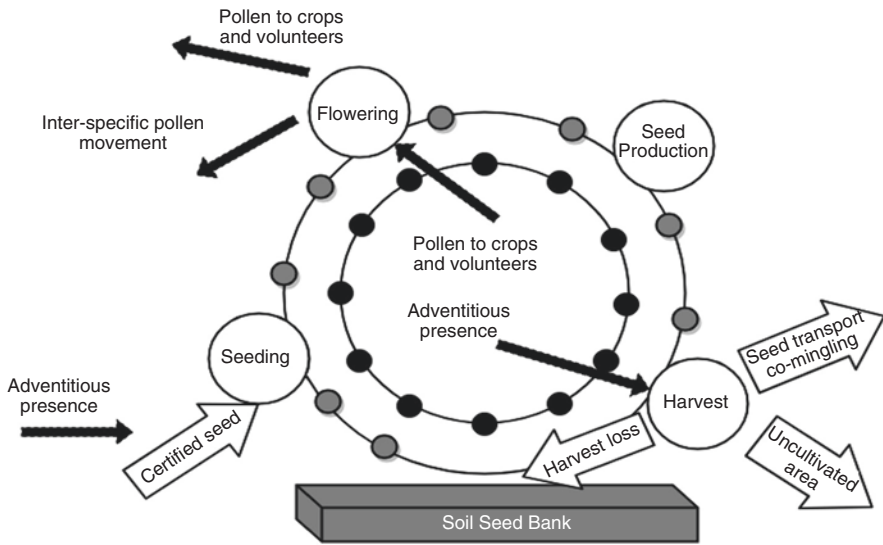 Pollen to crops
and volunteers
Flowering
Inter-specific pollen
movement
Seed
Production
Pollen to crops
and volunteers
Adventitious
presence
Seeding
Seed transport
co-mingling
Adventitious
presence
Harvest
Certified seed
Harvest loss
Uncultivated
area
Soil Seed Bank